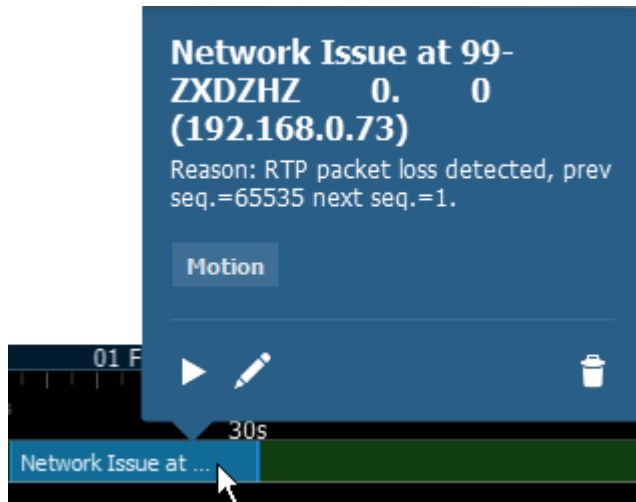 Network Issue at 99-
ZXDZHZ 0. 0
(192.168.0.73)
Reason: RTP packet loss detected, prev
seq.=65535 next seq.=1.
Motion
01 F
30s
Network Issue at ...